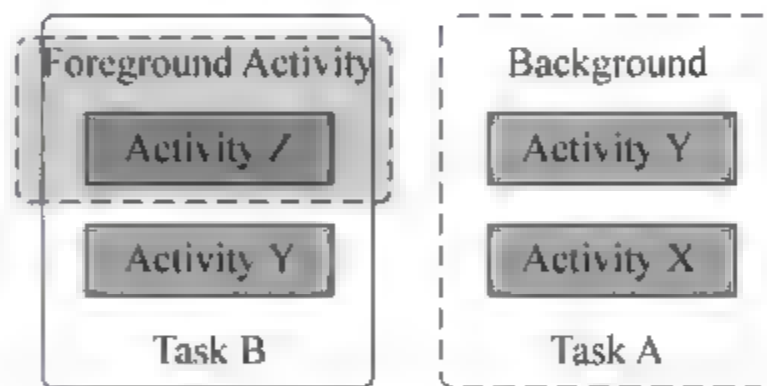 Foreground Activity
Activity Z
Activity Y
Task B
Background
Activity Y
Activity X
Task A